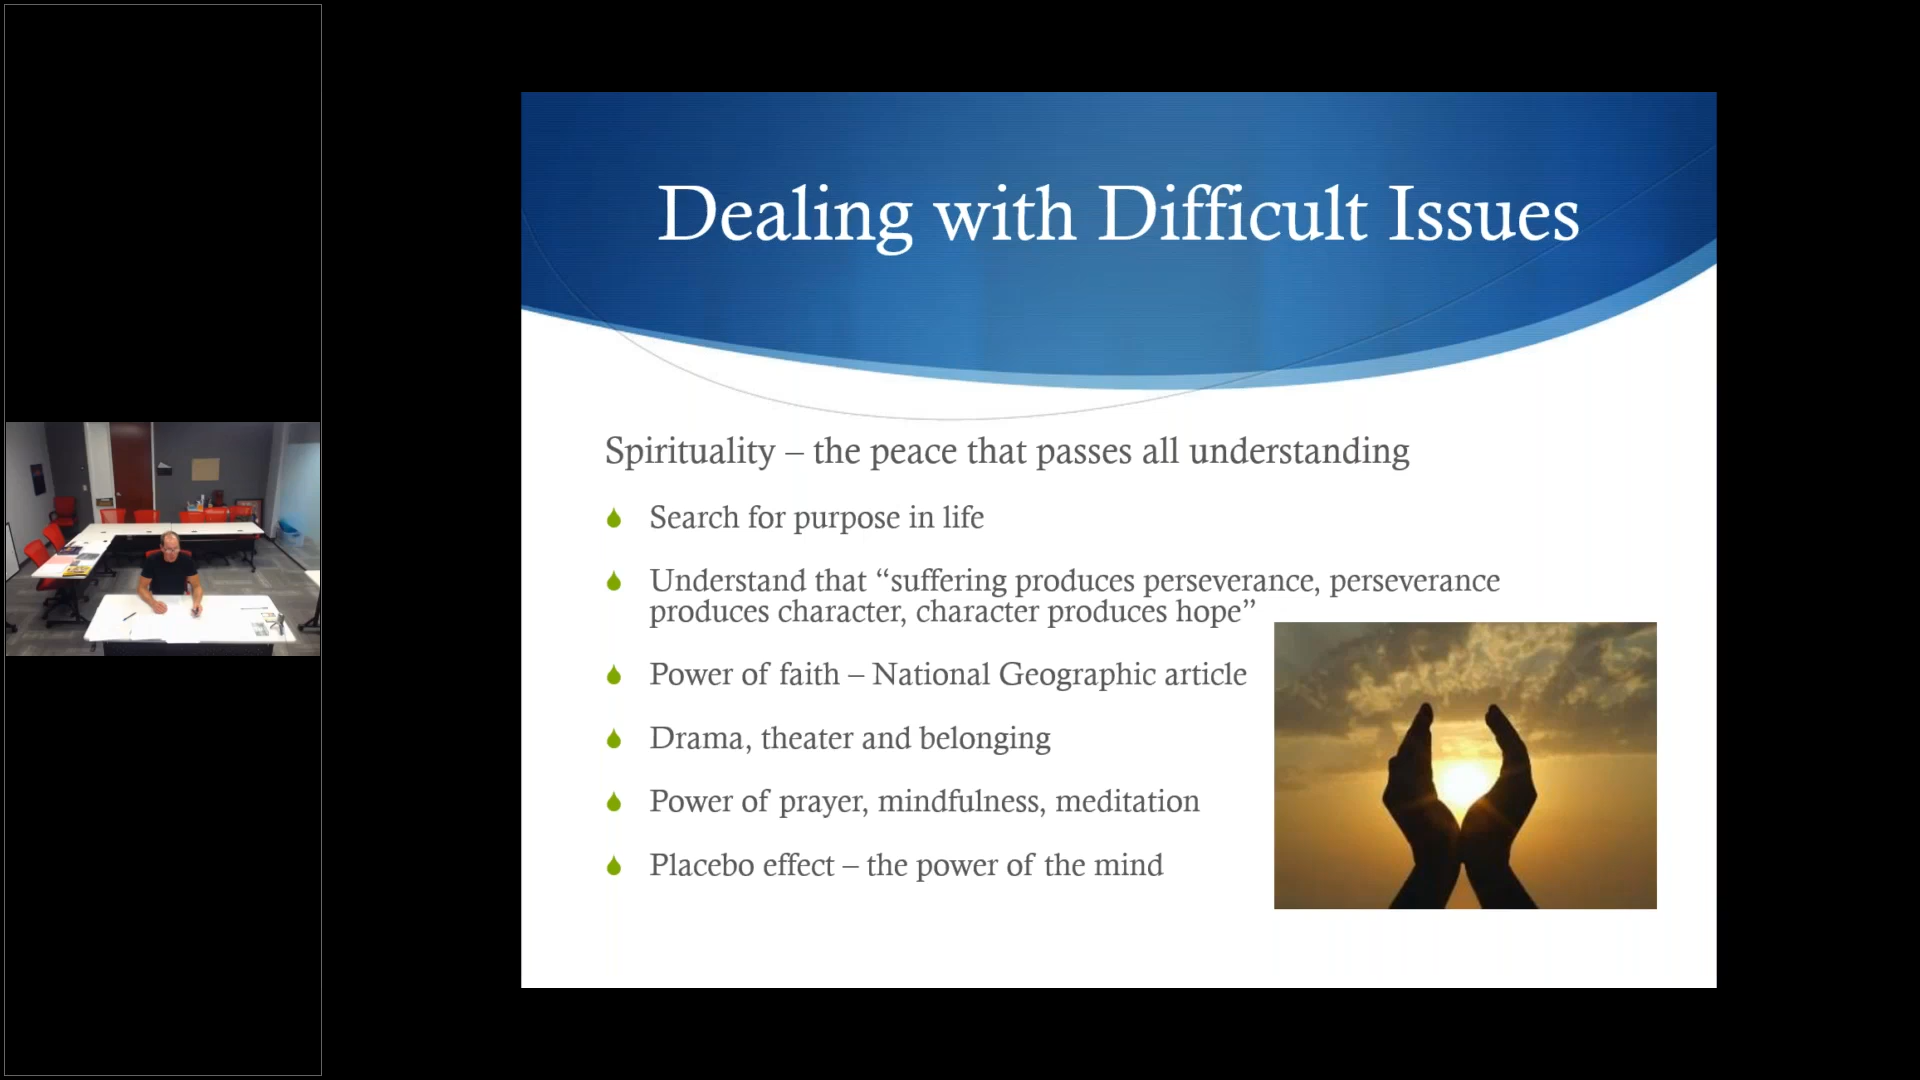 Dealing with Difficult Issues
Spirituality – the peace that passes all understanding
Search for purpose in life
Understand that “suffering produces perseverance, perseverance
produces character, character produces hope”
Power of faith – National Geographic article
Drama, theater and belonging
Power of prayer, mindfulness, meditation
Placebo effect – the power of the mind